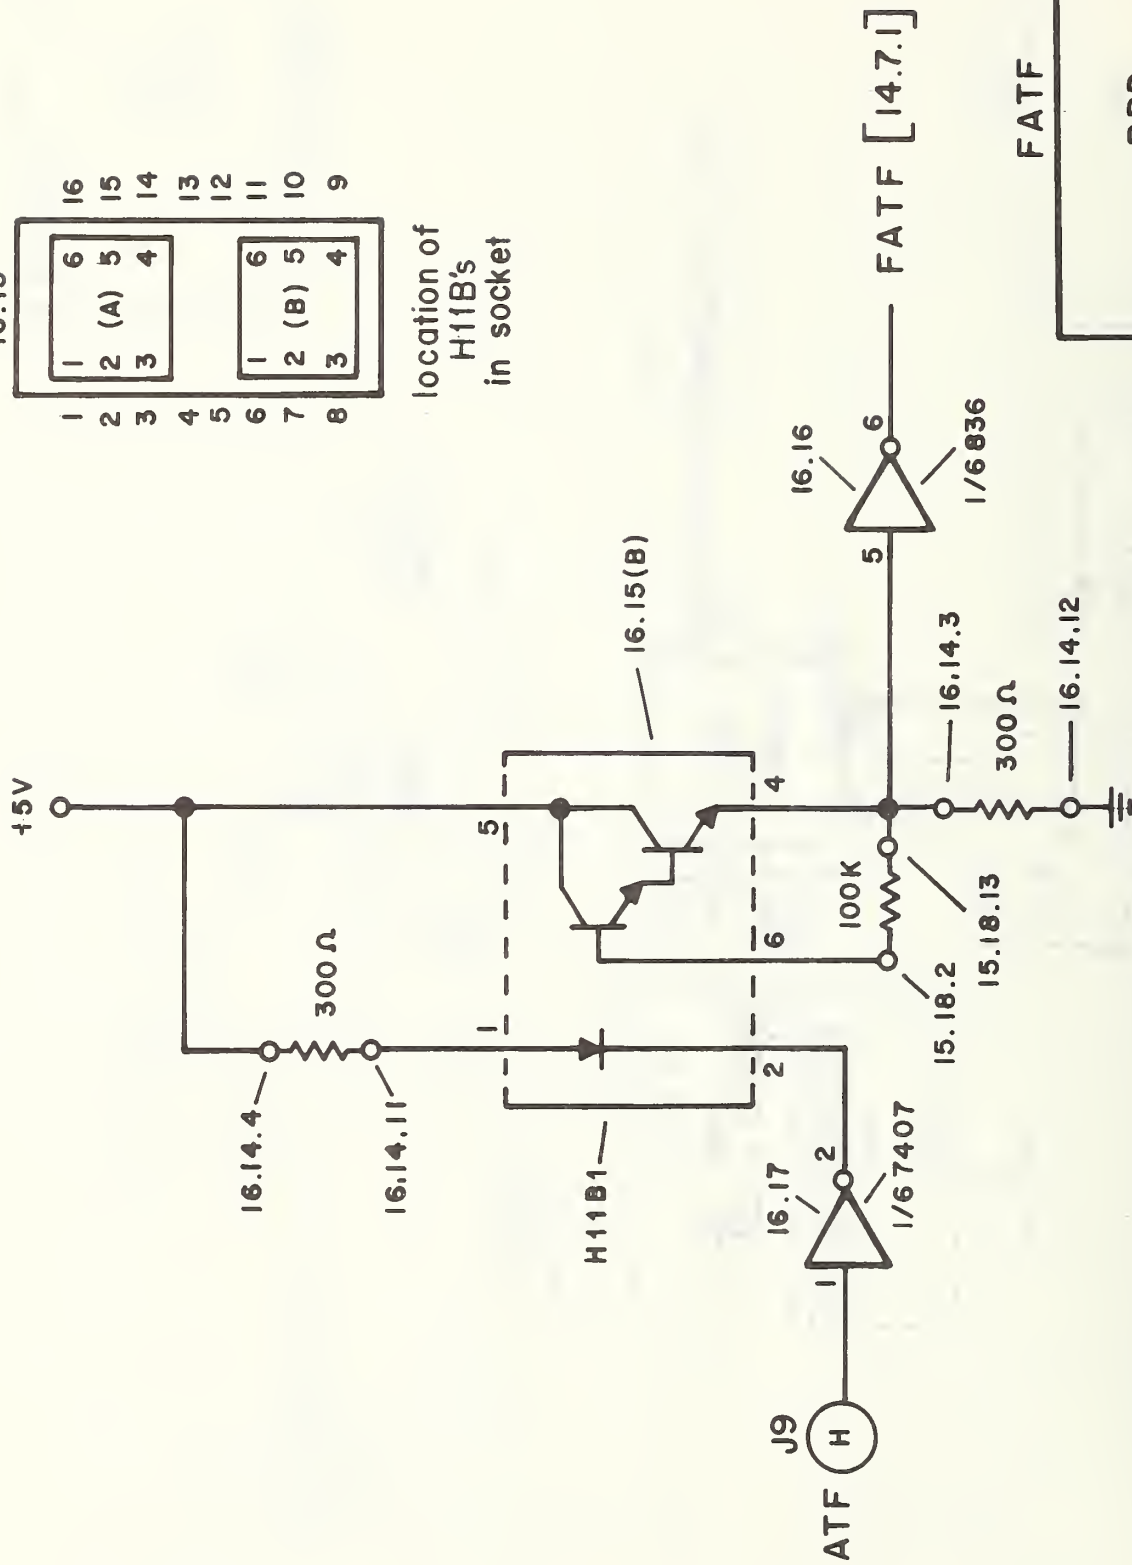 +5V
16.14.4
300Ω
16.14.11
H11B1
1
5
2
6
4
16.15(B)
ATF
J9
H
1
16.17
2
1/6 7407
15.18.2
100K
15.18.13
16.14.3
300Ω
16.14.12
5
16.16
6
1/6 836
FATF [14.7.1]
1 1 6 16
2 2 (A) 5 15
3 3 4 14
4 13
5 12
6 1 6 11
7 2 (B) 5 10
8 3 4 9
location of
H11B's
in socket
FATF